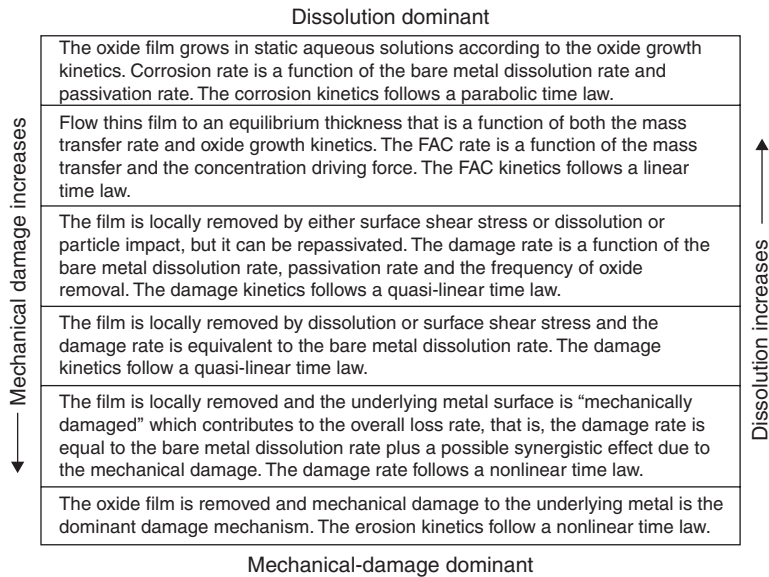 Dissolution dominant
The oxide film grows in static aqueous solutions according to the oxide growth
kinetics. Corrosion rate is a function of the bare metal dissolution rate and
passivation rate. The corrosion kinetics follows a parabolic time law.
Flow thins film to an equilibrium thickness that is a function of both the mass
transfer rate and oxide growth kinetics. The FAC rate is a function of the mass
transfer and the concentration driving force. The FAC kinetics follows a linear
time law.
The film is locally removed by either surface shear stress or dissolution or
particle impact, but it can be repassivated. The damage rate is a function of the
bare metal dissolution rate, passivation rate and the frequency of oxide
removal. The damage kinetics follows a quasi-linear time law.
The film is locally removed by dissolution or surface shear stress and the
damage rate is equivalent to the bare metal dissolution rate. The damage
kinetics follow a quasi-linear time law.
The film is locally removed and the underlying metal surface is “mechanically
damaged” which contributes to the overall loss rate, that is, the damage rate is
equal to the bare metal dissolution rate plus a possible synergistic effect due to
the mechanical damage. The damage rate follows a nonlinear time law.
The oxide film is removed and mechanical damage to the underlying metal is the
dominant damage mechanism. The erosion kinetics follow a nonlinear time law.
Mechanical damage increases
Dissolution increases
Mechanical-damage dominant